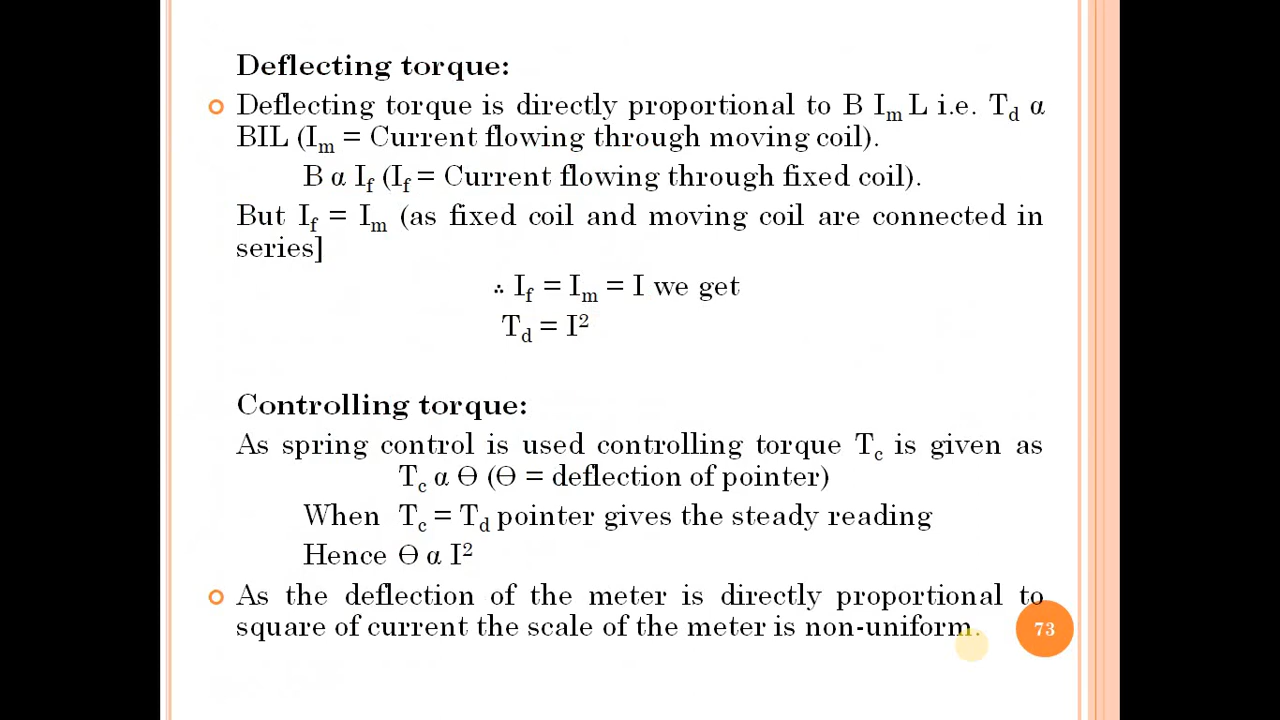 Deflecting torque:
Deflecting torque is directly proportional to B Im L i.e. Td α
BIL (Im = Current flowing through moving coil).
B α If (If = Current flowing through fixed coil).
But If = Im (as fixed coil and moving coil are connected in
series]
∴ If = Im = I we get
Td = I²
Controlling torque:
As spring control is used controlling torque Tc is given as
Tc α ϴ (ϴ = deflection of pointer)
When Tc = Td pointer gives the steady reading
Hence ϴ α I²
As the deflection of the meter is directly proportional to
square of current the scale of the meter is non-uniform.
73